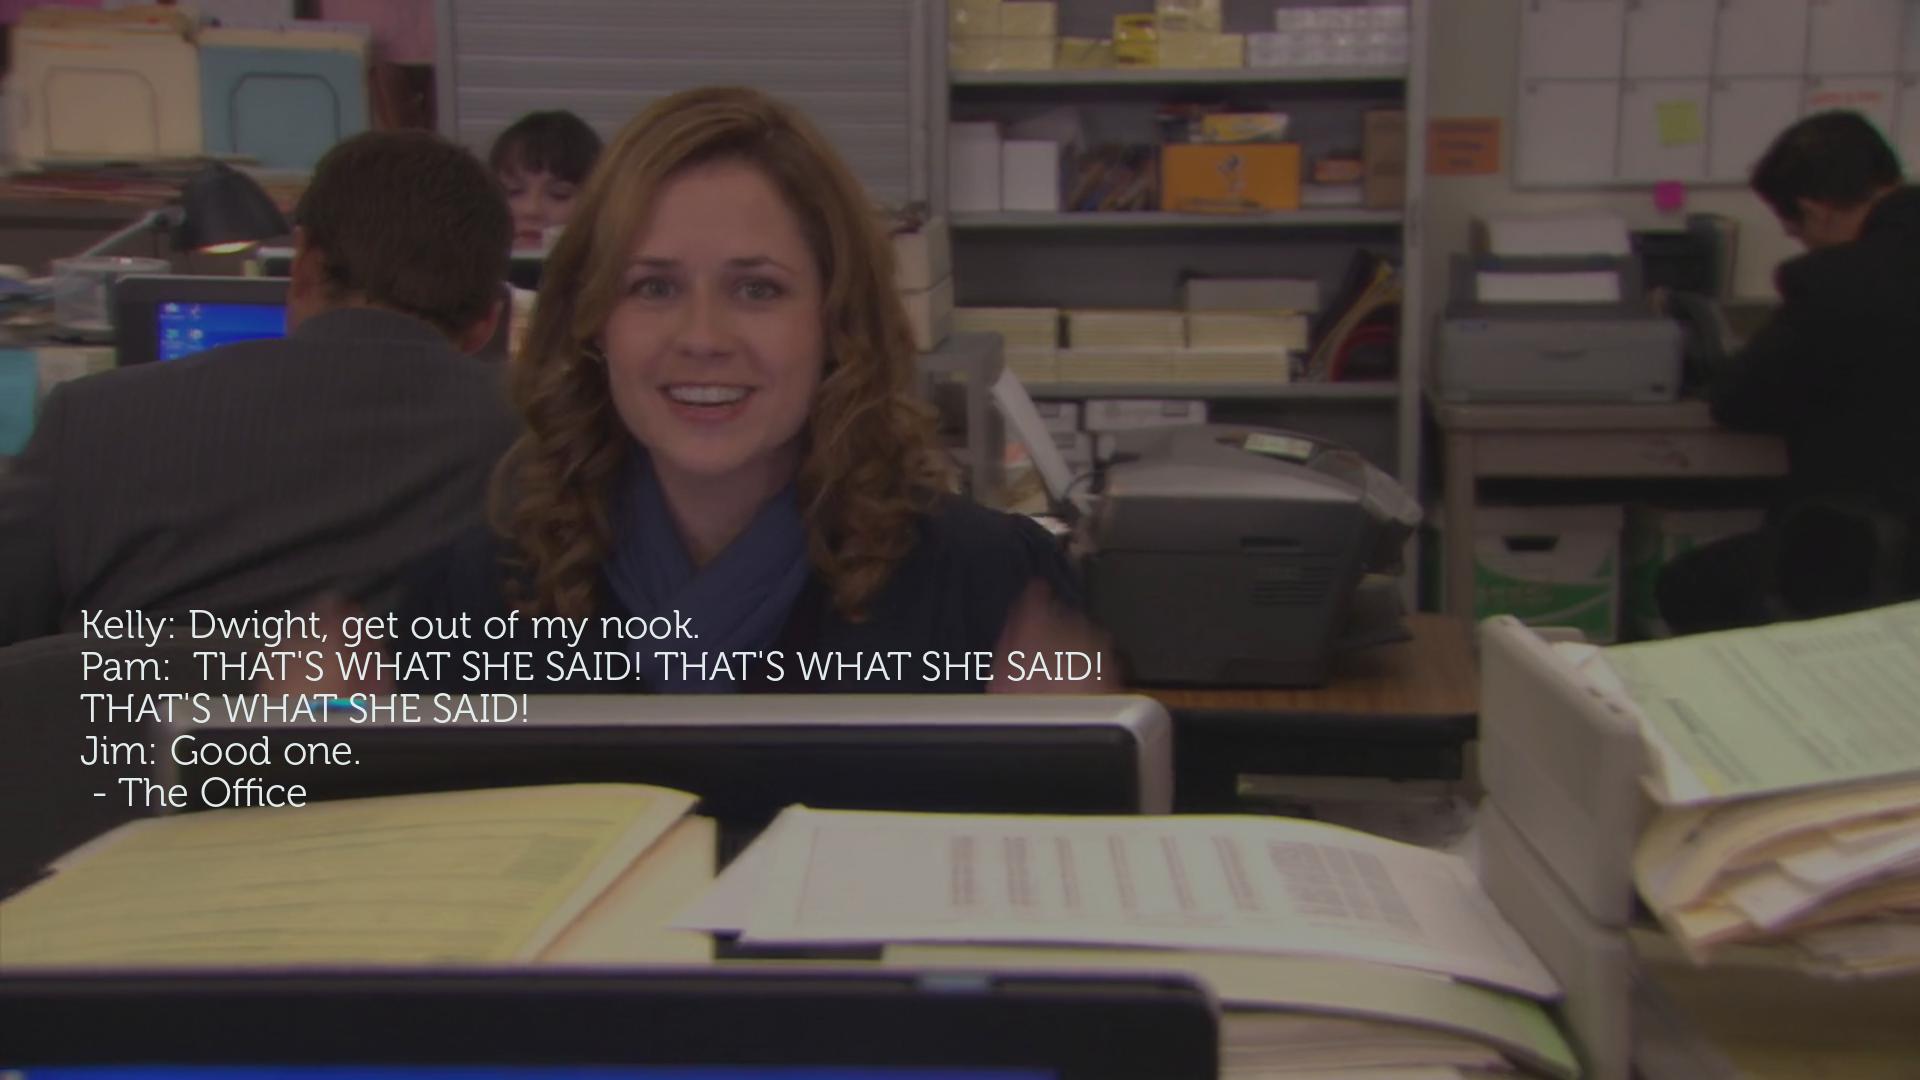 Kelly: Dwight, get out of my nook.
Pam:  THAT'S WHAT SHE SAID! THAT'S WHAT SHE SAID!
THAT'S WHAT SHE SAID!
Jim: Good one.
- The Office